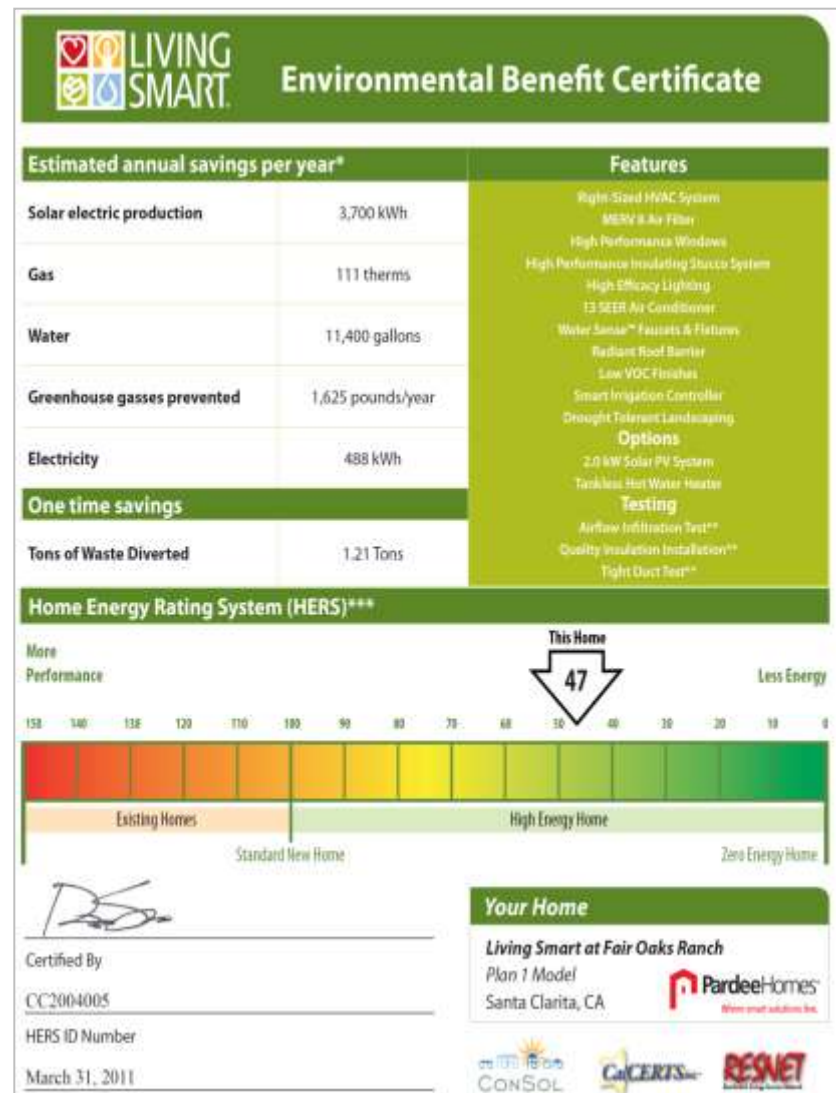 LIVING
SMART
Environmental Benefit Certificate
Estimated annual savings per year*
Solar electric production 3,700 kWh
Gas 111 therms
Water 11,400 gallons
Greenhouse gasses prevented 1,625 pounds/year
Electricity 488 kWh
One time savings
Tons of Waste Diverted 1.21 Tons
Features
Right-Sized HVAC System
MERV 8 Air Filter
High Performance Windows
High Performance Insulating Stucco System
High Efficacy Lighting
13 SEER Air Conditioner
Water Sense™ Faucets & Fixtures
Radiant Roof Barrier
Low VOC Finishes
Smart Irrigation Controller
Drought Tolerant Landscaping
Options
2.0 kW Solar PV System
Tankless Hot Water Heater
Testing
Airflow Infiltration Test**
Quality Insulation Installation**
Tight Duct Test**
Home Energy Rating System (HERS)***
More
Performance
This Home
47
Less Energy
150 140 130 120 110 100 90 80 70 60 50 40 30 20 10 0
Existing Homes High Energy Home
Standard New Home Zero Energy Home
Certified By
CC2004005
HERS ID Number
March 31, 2011
Your Home
Living Smart at Fair Oaks Ranch
Plan 1 Model
Santa Clarita, CA
PardeeHomes
Where smart solutions live.
CONSOL
CalCERTS inc
RESNET